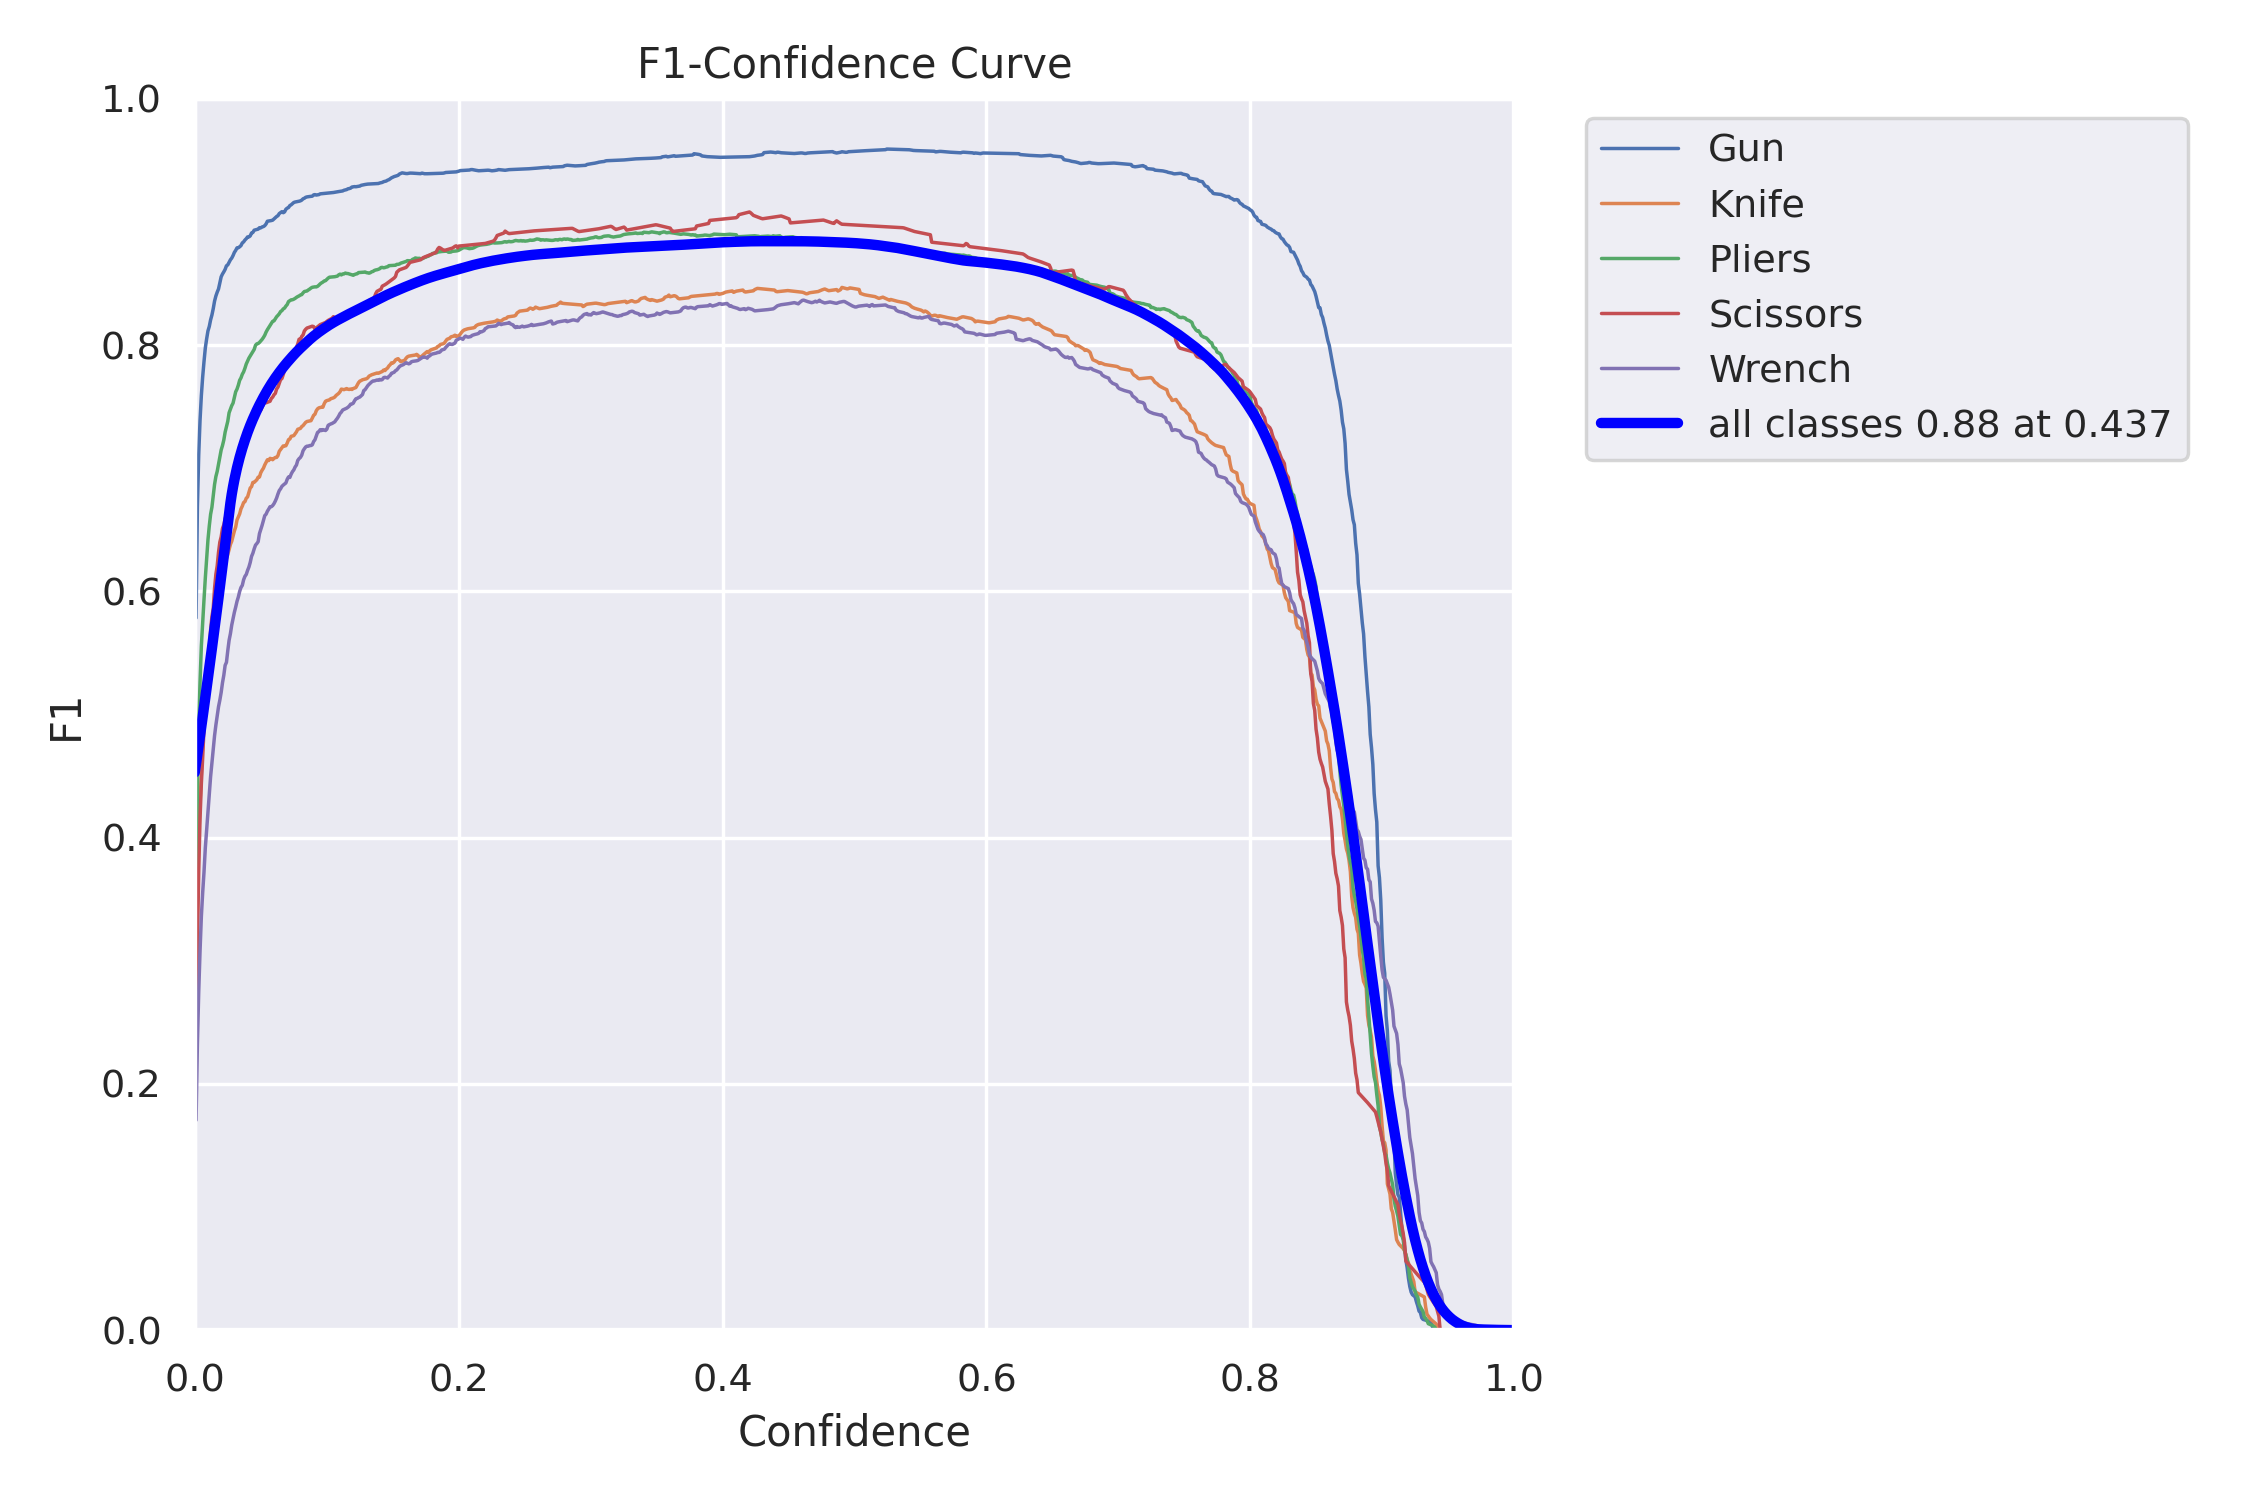 F1-Confidence Curve
1.0
0.8
0.6
0.4
0.2
0.0
F1
0.0 0.2 0.4 0.6 0.8 1.0
Confidence
Gun
Knife
Pliers
Scissors
Wrench
all classes 0.88 at 0.437